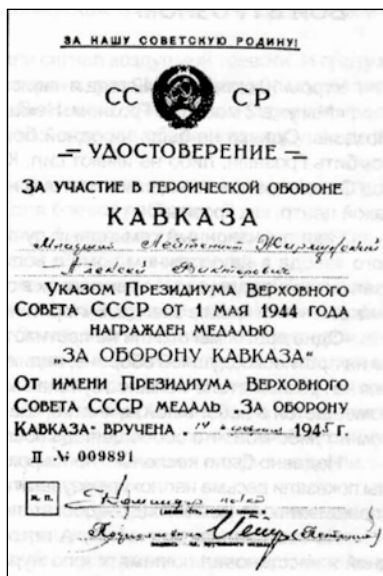 ЗА НАШУ СОВЕТСКУЮ РОДИНУ!
СС СР
— УДОСТОВЕРЕНИЕ —
ЗА УЧАСТИЕ В ГЕРОИЧЕСКОЙ ОБОРОНЕ
КАВКАЗА
Младший Лейтенант
Алексей Викторович
УКАЗОМ ПРЕЗИДИУМА ВЕРХОВНОГО
СОВЕТА СССР ОТ 1 МАЯ 1944 ГОДА
НАГРАЖДЕН МЕДАЛЬЮ
„ЗА ОБОРОНУ КАВКАЗА“
ОТ ИМЕНИ ПРЕЗИДИУМА ВЕРХОВНОГО
СОВЕТА СССР МЕДАЛЬ „ЗА ОБОРОНУ
КАВКАЗА“ ВРУЧЕНА 1945 Г.
II - № 009891
М. П.